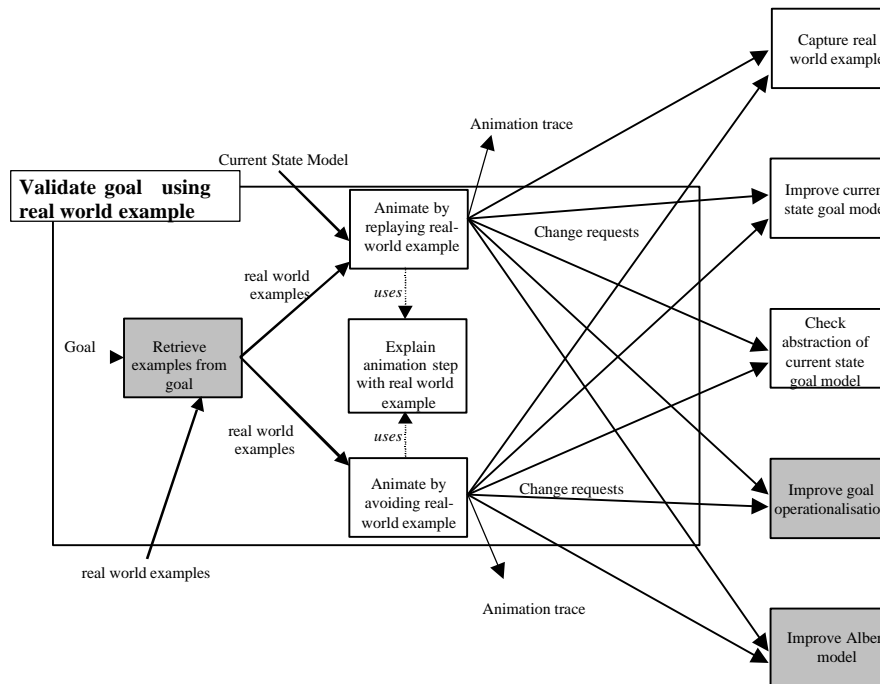 Capture real
world example
Animation trace
Current State Model
Validate goal using
real world example
Animate by
replaying real-
world example
Improve current
state goal model
Change requests
real world
examples
uses
Goal
Retrieve
examples from
goal
Explain
animation step
with real world
example
Check
abstraction of
current state
goal model
real world
examples
uses
Animate by
avoiding real-
world example
Change requests
Improve goal
operationalisation
real world examples
Animation trace
Improve Albert
model